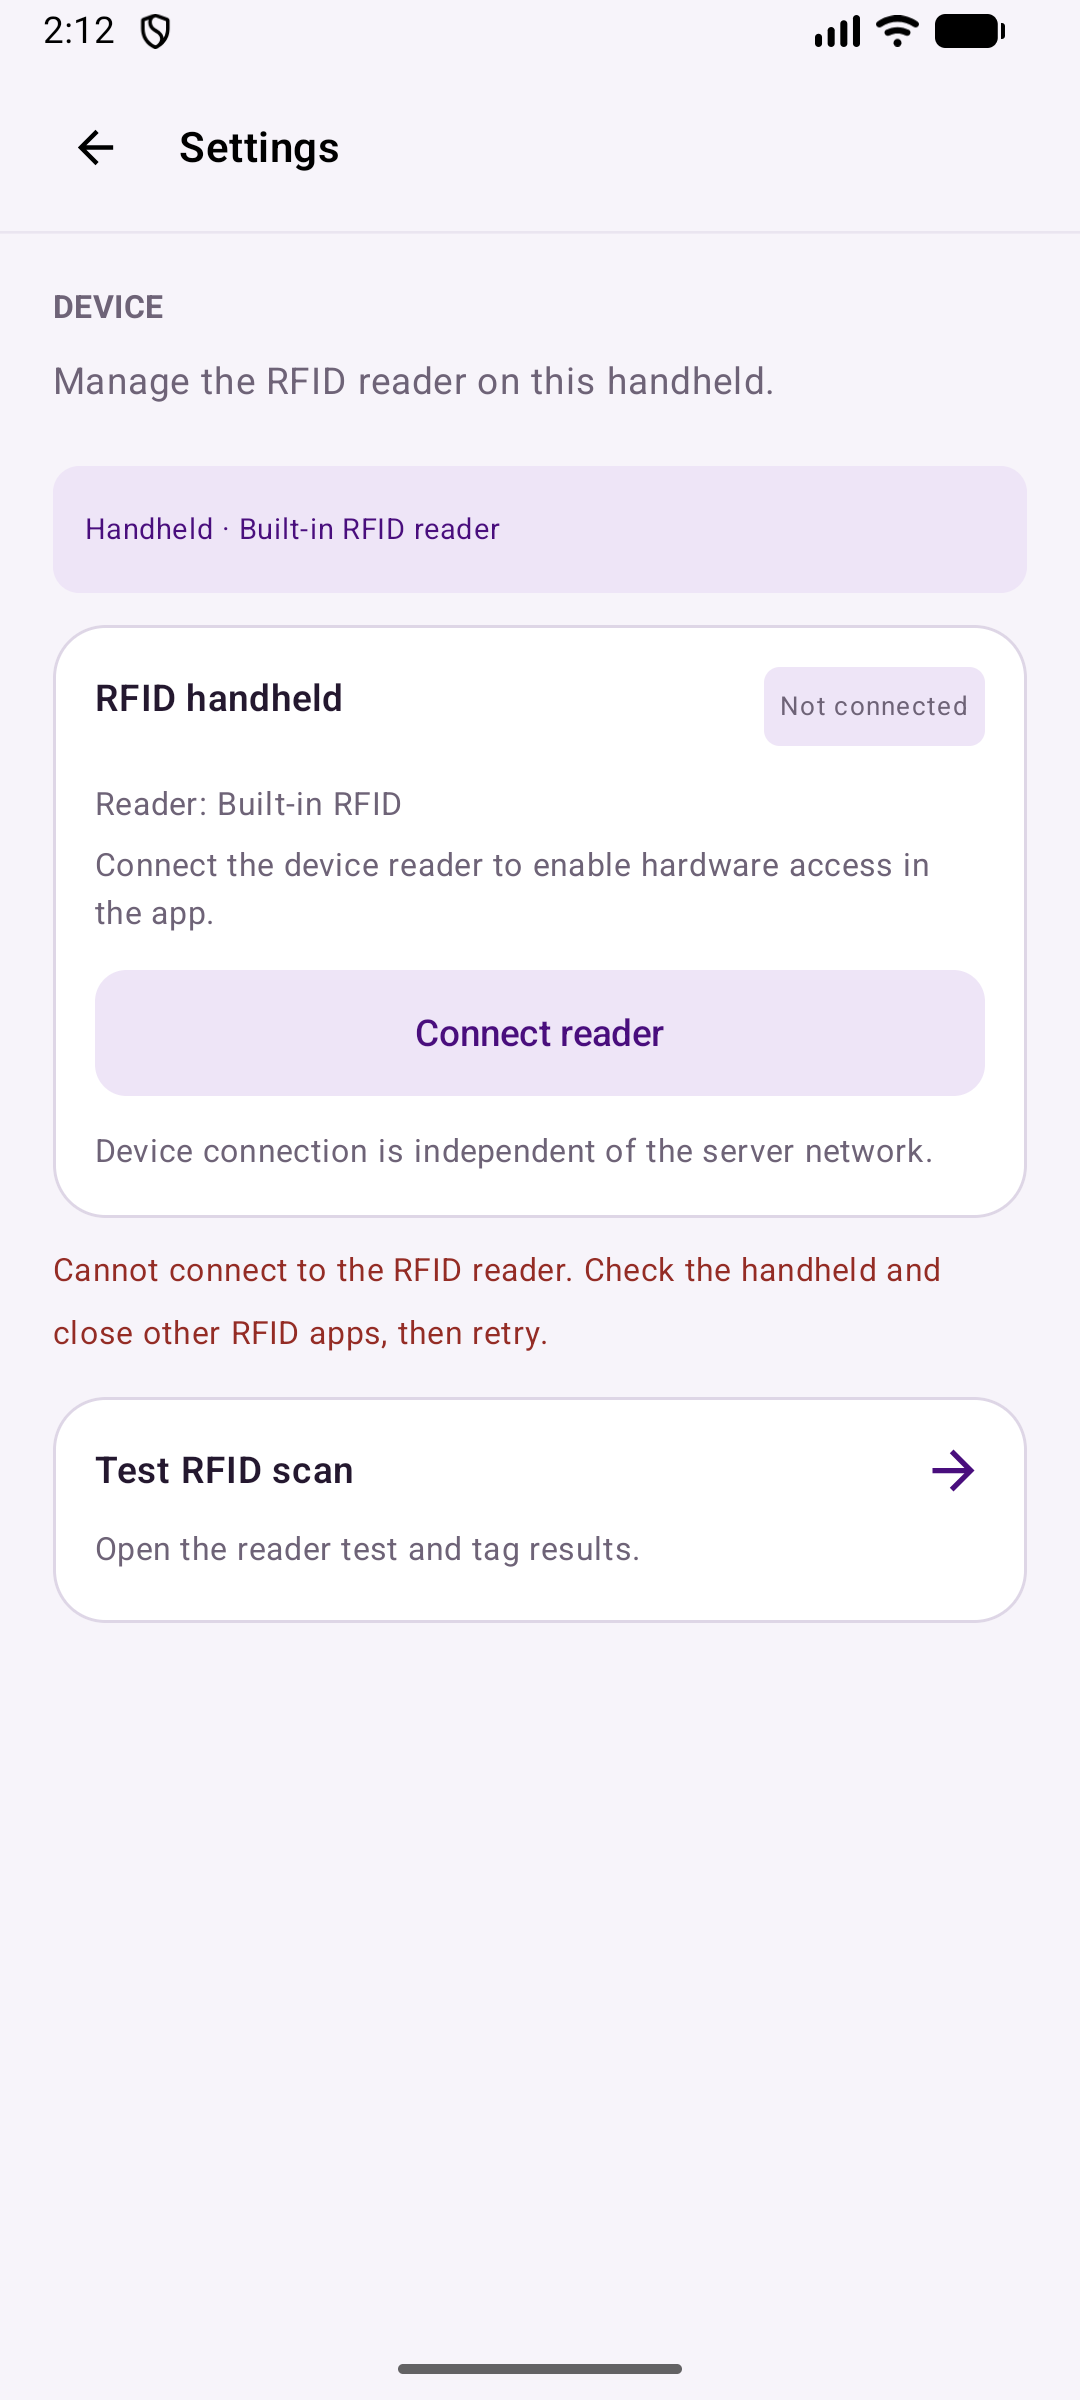 2:12
Settings
DEVICE
Manage the RFID reader on this handheld.
Handheld · Built-in RFID reader
RFID handheld
Not connected
Reader: Built-in RFID
Connect the device reader to enable hardware access in
the app.
Connect reader
Device connection is independent of the server network.
Cannot connect to the RFID reader. Check the handheld and
close other RFID apps, then retry.
Test RFID scan
Open the reader test and tag results.